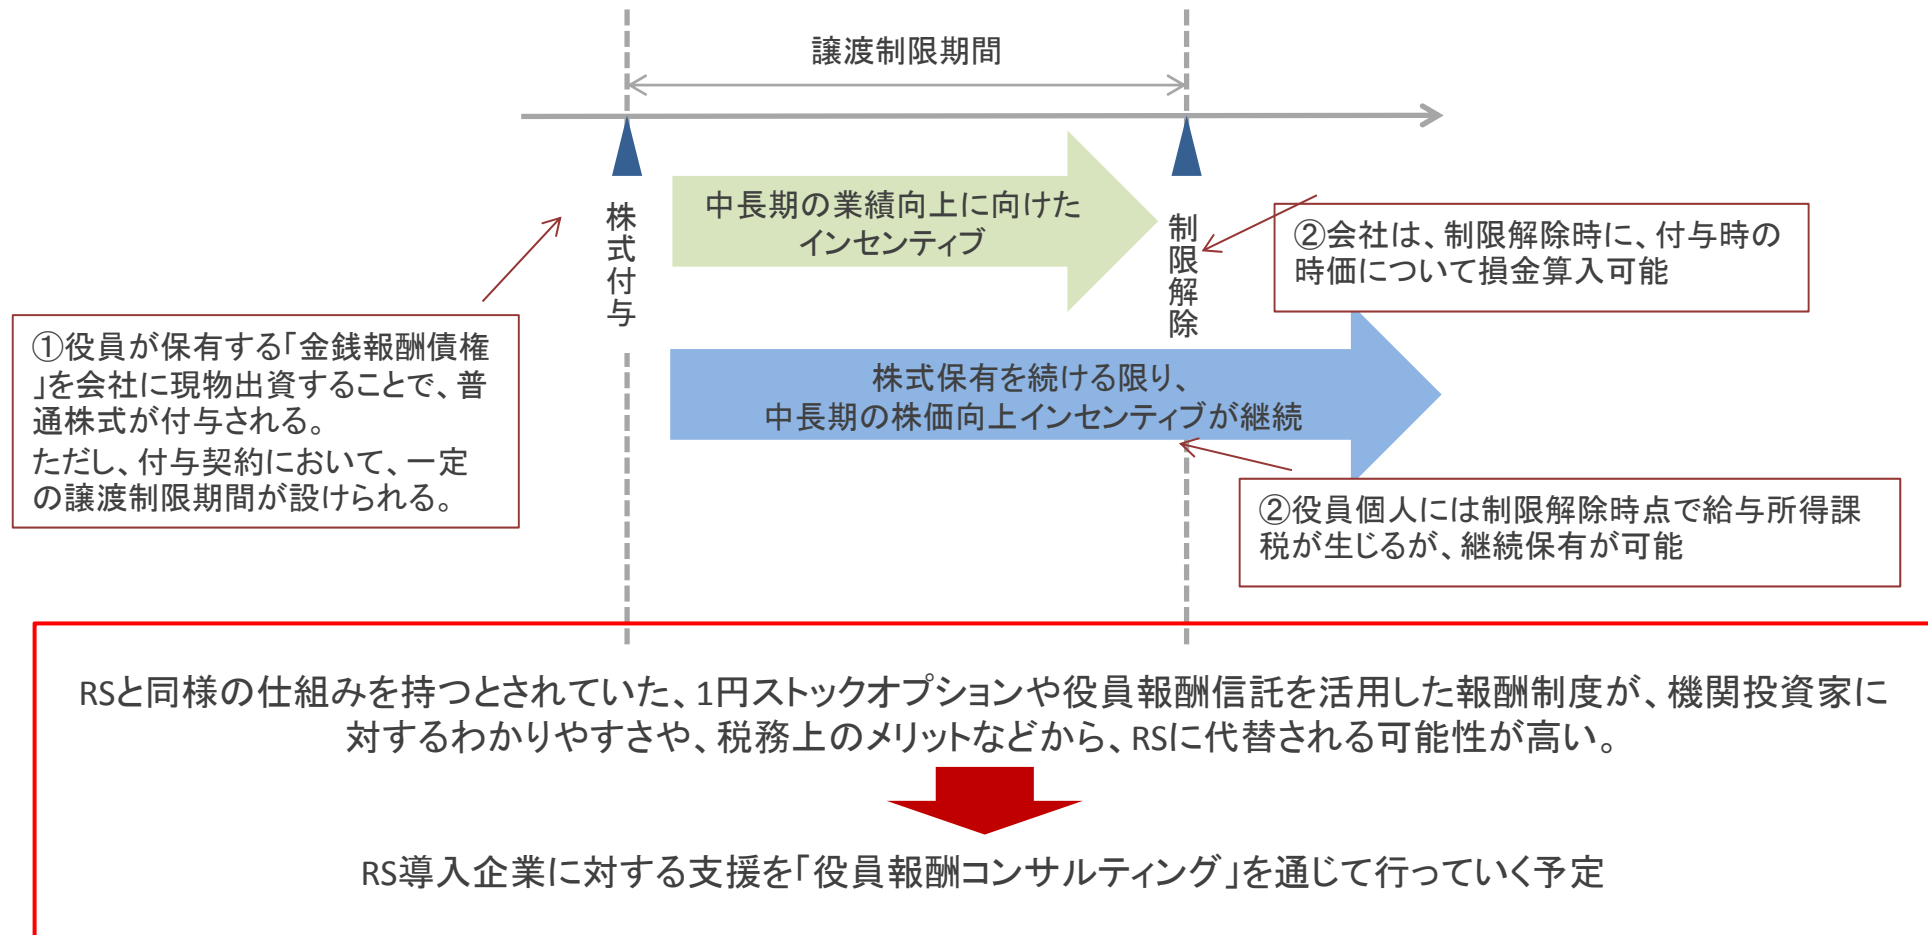 譲渡制限期間
株式付与
中長期の業績向上に向けた
インセンティブ
制限解除
②会社は、制限解除時に、付与時の
時価について損金算入可能
①役員が保有する「金銭報酬債権
」を会社に現物出資することで、普
通株式が付与される。
ただし、付与契約において、一定
の譲渡制限期間が設けられる。
株式保有を続ける限り、
中長期の株価向上インセンティブが継続
②役員個人には制限解除時点で給与所得課
税が生じるが、継続保有が可能
RSと同様の仕組みを持つとされていた、1円ストックオプションや役員報酬信託を活用した報酬制度が、機関投資家に
対するわかりやすさや、税務上のメリットなどから、RSに代替される可能性が高い。
RS導入企業に対する支援を「役員報酬コンサルティング」を通じて行っていく予定